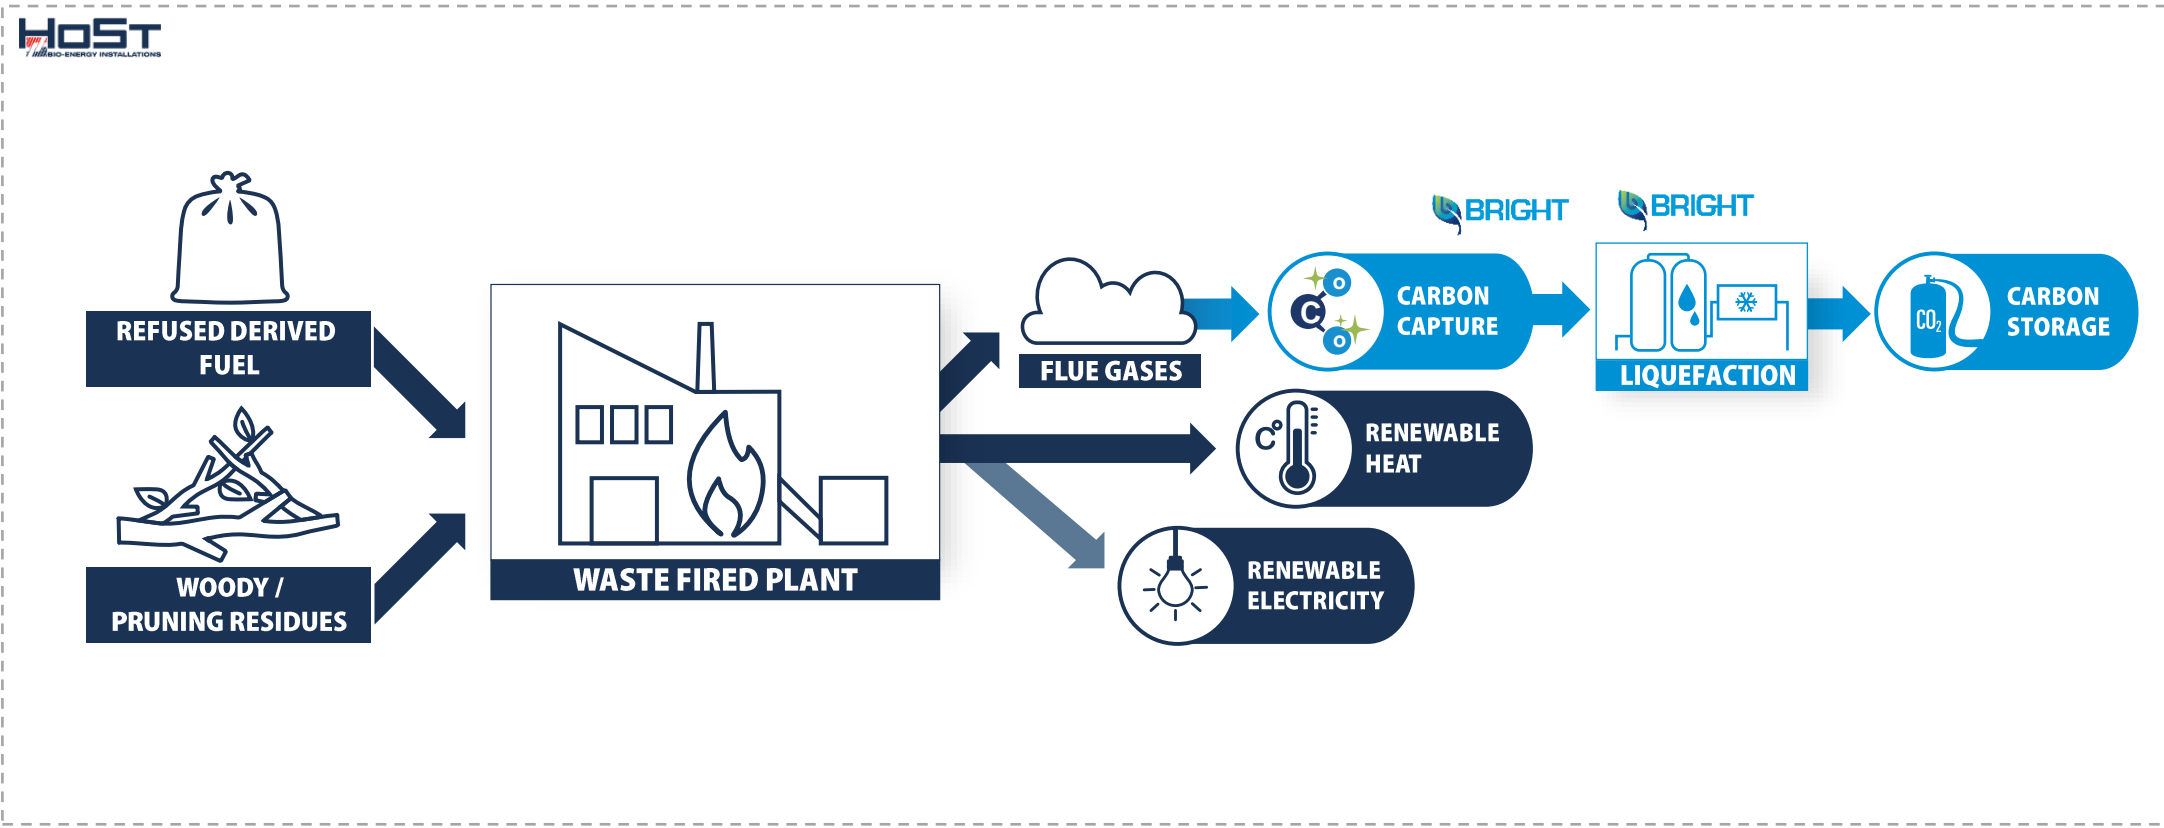 HoSt
BIO-ENERGY INSTALLATIONS
REFUSED DERIVED
FUEL
WOODY /
PRUNING RESIDUES
WASTE FIRED PLANT
FLUE GASES
BRIGHT
O
C
O
CARBON
CAPTURE
BRIGHT
LIQUEFACTION
CO₂
CARBON
STORAGE
C°
RENEWABLE
HEAT
RENEWABLE
ELECTRICITY